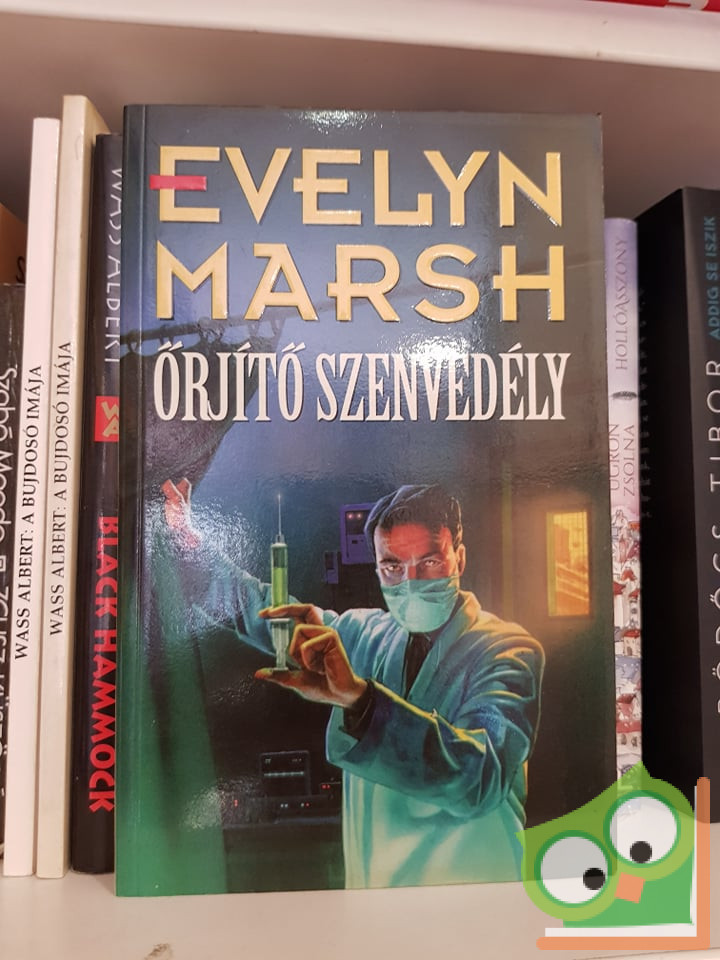 EVELYN
MARSH
ŐRJÍTŐ SZENVEDÉLY
WASS ALBERT: A BUJDOSÓ IMÁJA
WASS ALBERT: A BUJDOSÓ IMÁJA
WASS ALBERT
BLACK HAMMOCK
UGRON
ZSOLNA
HOLLÓASSZONY
TIBOR
ADDIG SE ISZIK